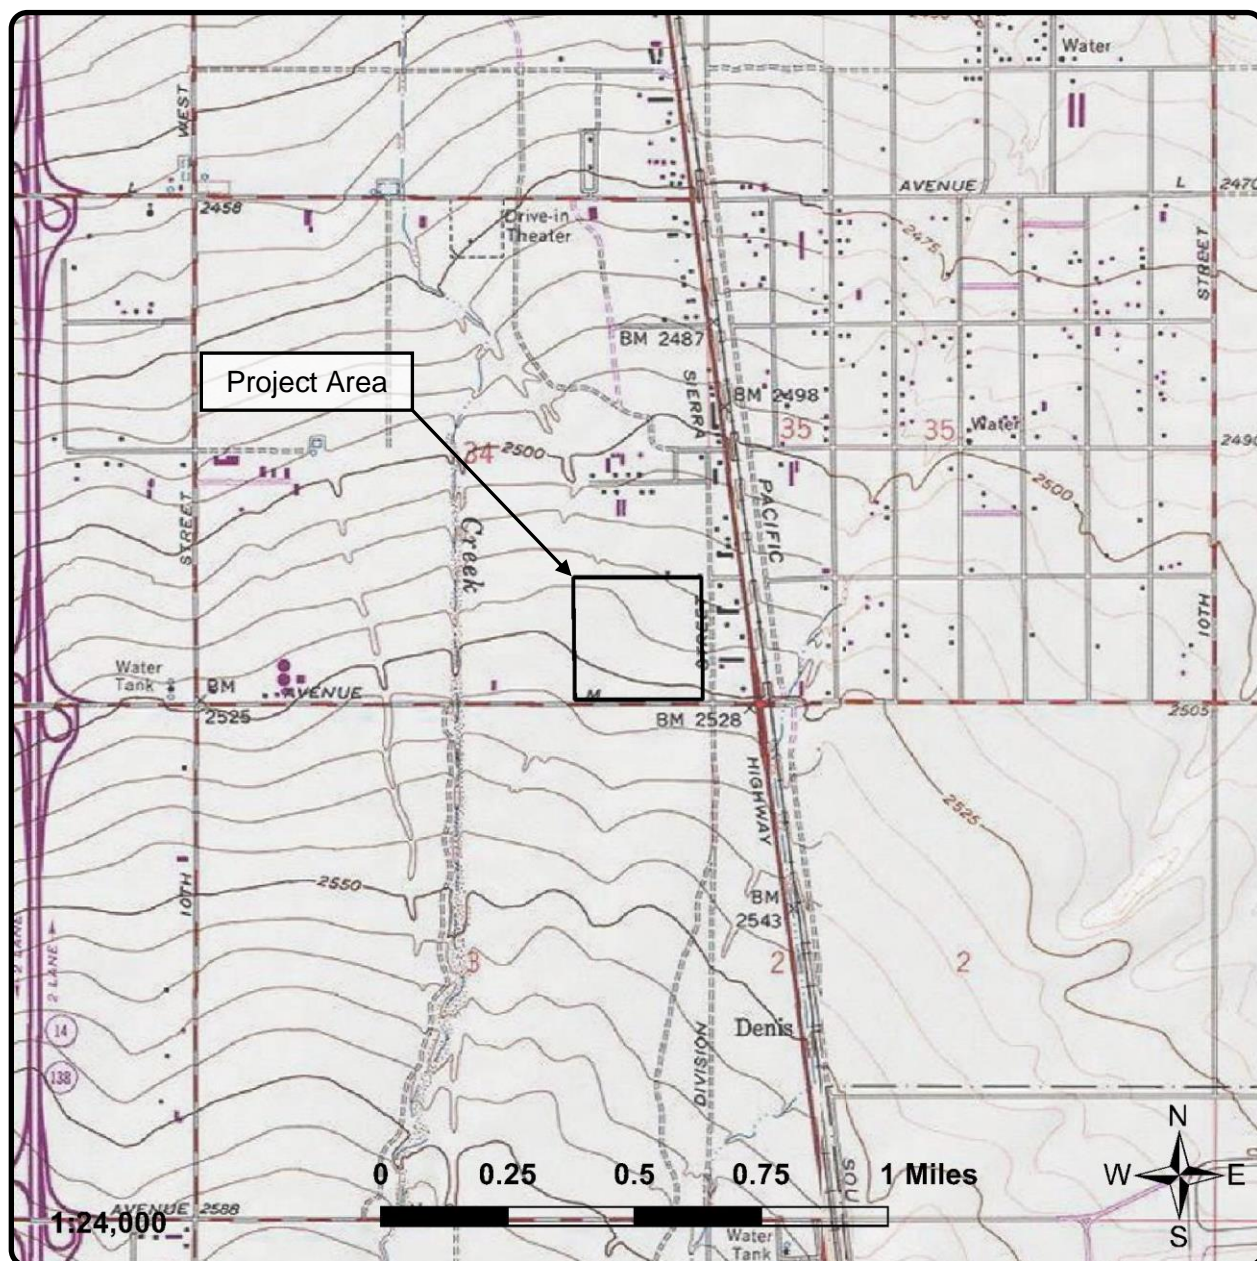 Water
WEST
L
AVENUE
L
2470
2458
Drive-in
Theater
2475
STREET
BM 2487
Project Area
SIERRA
BM 2498
35
35
Water
34
2500
2490
2500
STREET
Creek
PACIFIC
10TH
Water
Tank
BM
2525
AVENUE
M
BM 2528
2505
HIGHWAY
2525
2550
10TH
BM
2543
3
2
2
2 LANE
2 LANE
14
138
Denis
DIVISION
N
W
E
S
0
0.25
0.5
0.75
1 Miles
SOU
AVENUE
2588
1:24,000
Water
Tank